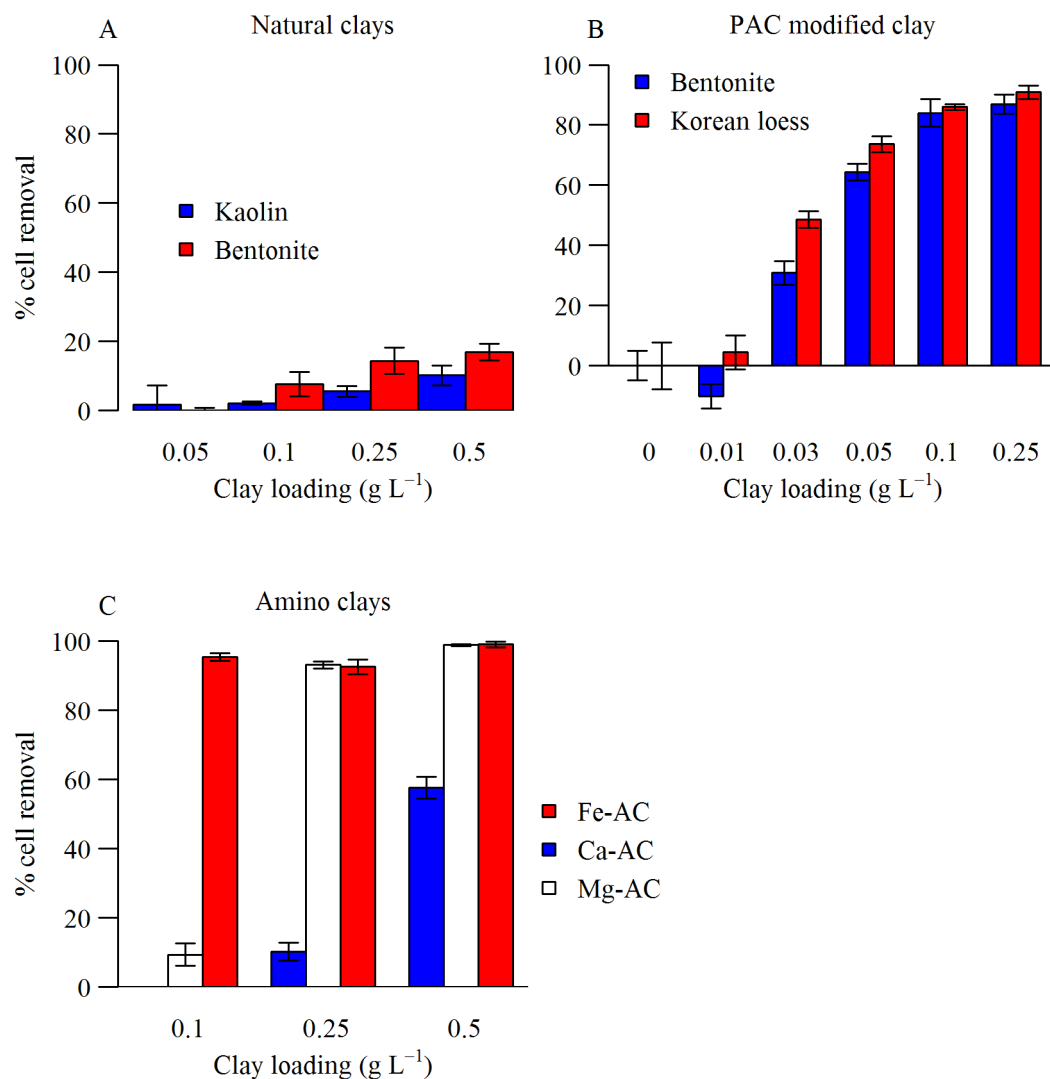 A
Natural clays
% cell removal
100
80
60
40
20
0
Kaolin
Bentonite
0.05 0.1 0.25 0.5
Clay loading (g L⁻¹)
B
PAC modified clay
100
80
60
40
20
0
Bentonite
Korean loess
0 0.01 0.03 0.05 0.1 0.25
Clay loading (g L⁻¹)
C
Amino clays
% cell removal
100
80
60
40
20
0
Fe-AC
Ca-AC
Mg-AC
0.1 0.25 0.5
Clay loading (g L⁻¹)